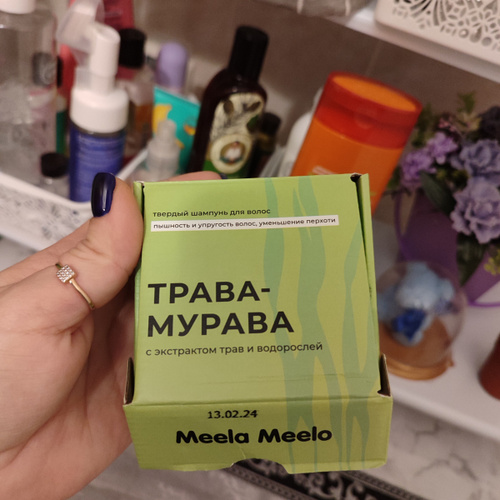 твердый шампунь для волос
пышность и упругость волос, уменьшение перхоти
ТРАВА-
МУРАВА
с экстрактом трав и водорослей
13.02.24
Meela Meelo